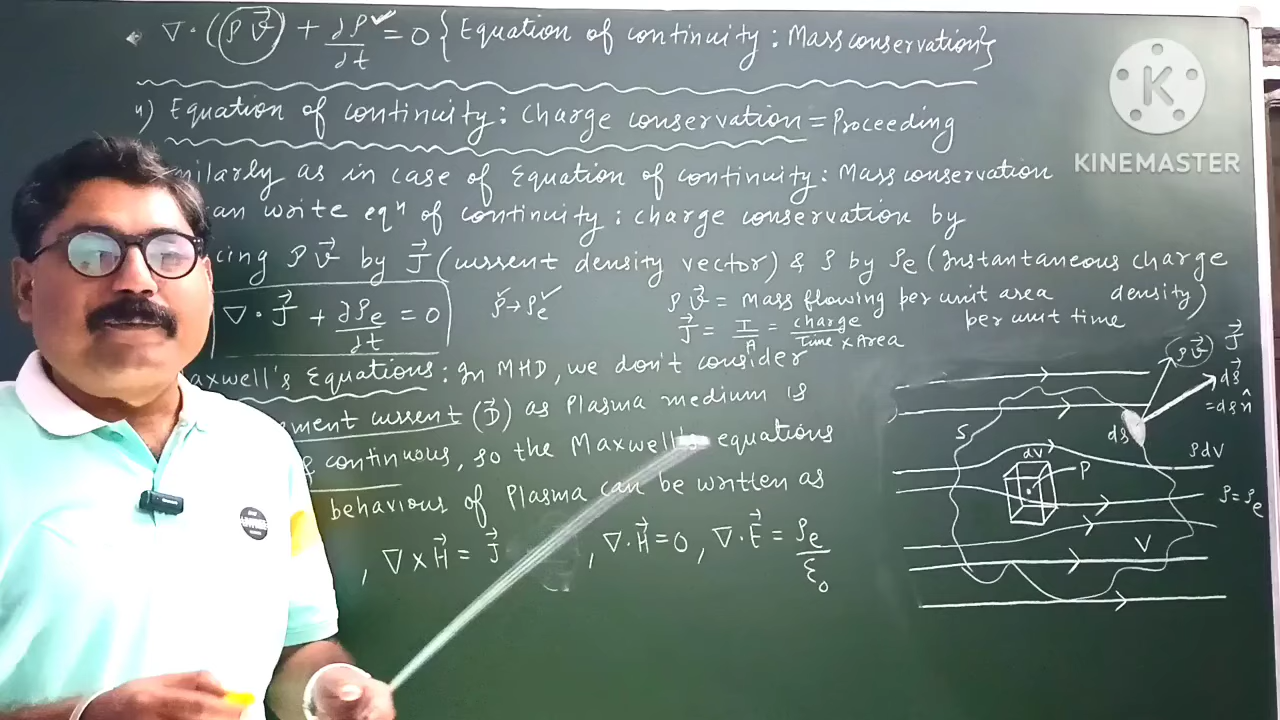 ∇·(ρv⃗) + ∂ρ/∂t = 0 {Equation of continuity : Mass conservation}
4) Equation of continuity : Charge conservation = Proceeding
milarly as in case of Equation of continuity : Mass conservation
an write eqⁿ of continuity : charge conservation by
cing ρv⃗ by J⃗ (current density vector) & ρ by ρe (Instantaneous charge density)
∇·J⃗ + ∂ρe/∂t = 0
ρ → ρe
ρv⃗ = Mass flowing per unit area per unit time
J⃗ = I/A = charge/Time × Area
axwell's Equations : In MHD, we don't consider
ement current (D⃗) as Plasma medium is
continuous, so the Maxwell's equations
behaviour of Plasma can be written as
, ∇×H⃗ = J⃗ , ∇·H⃗ = 0, ∇·E⃗ = ρe/ε₀
ρv⃗
J⃗
ds⃗
= ds n̂
S
ds
dv
P
ρdV
ρ = ρe
V
K
KINEMASTER